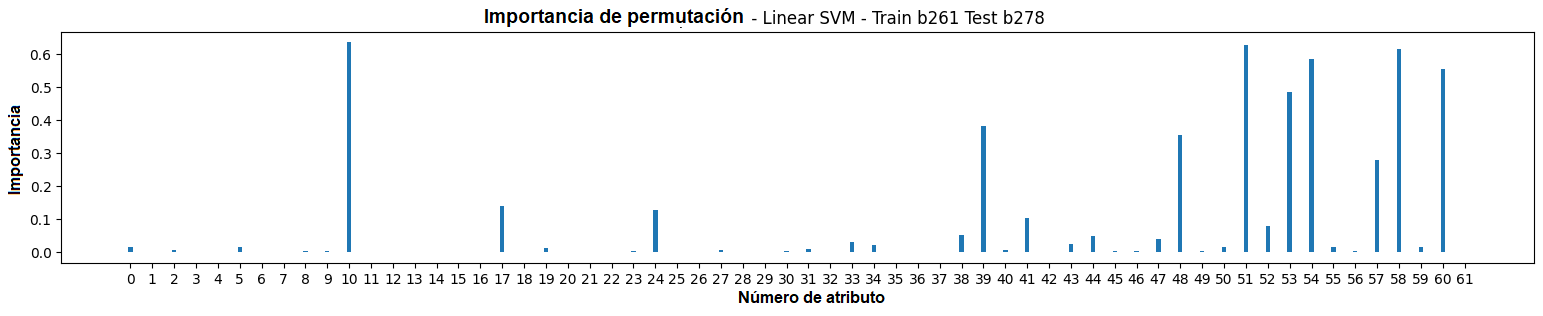 Importancia de permutación - Linear SVM - Train b261 Test b278
Importancia
0.6
0.5
0.4
0.3
0.2
0.1
0.0
0 1 2 3 4 5 6 7 8 9 10 11 12 13 14 15 16 17 18 19 20 21 22 23 24 25 26 27 28 29 30 31 32 33 34 35 36 37 38 39 40 41 42 43 44 45 46 47 48 49 50 51 52 53 54 55 56 57 58 59 60 61
Número de atributo